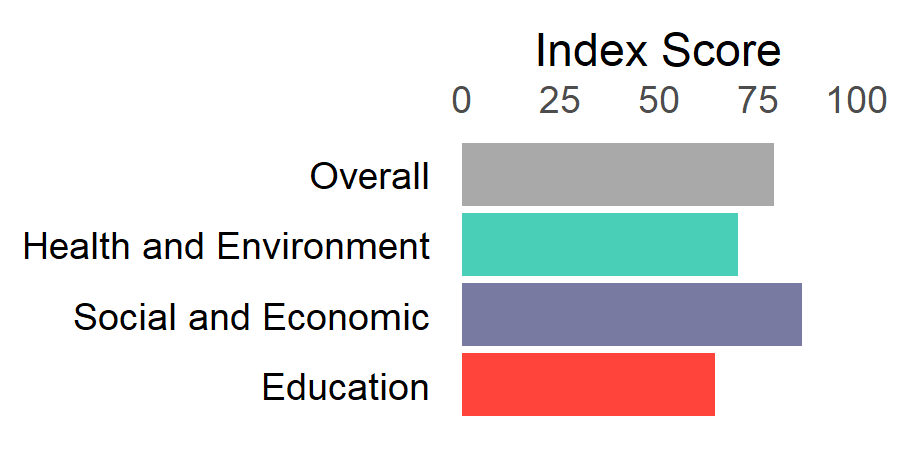 Index Score
0 25 50 75 100
Overall
Health and Environment
Social and Economic
Education